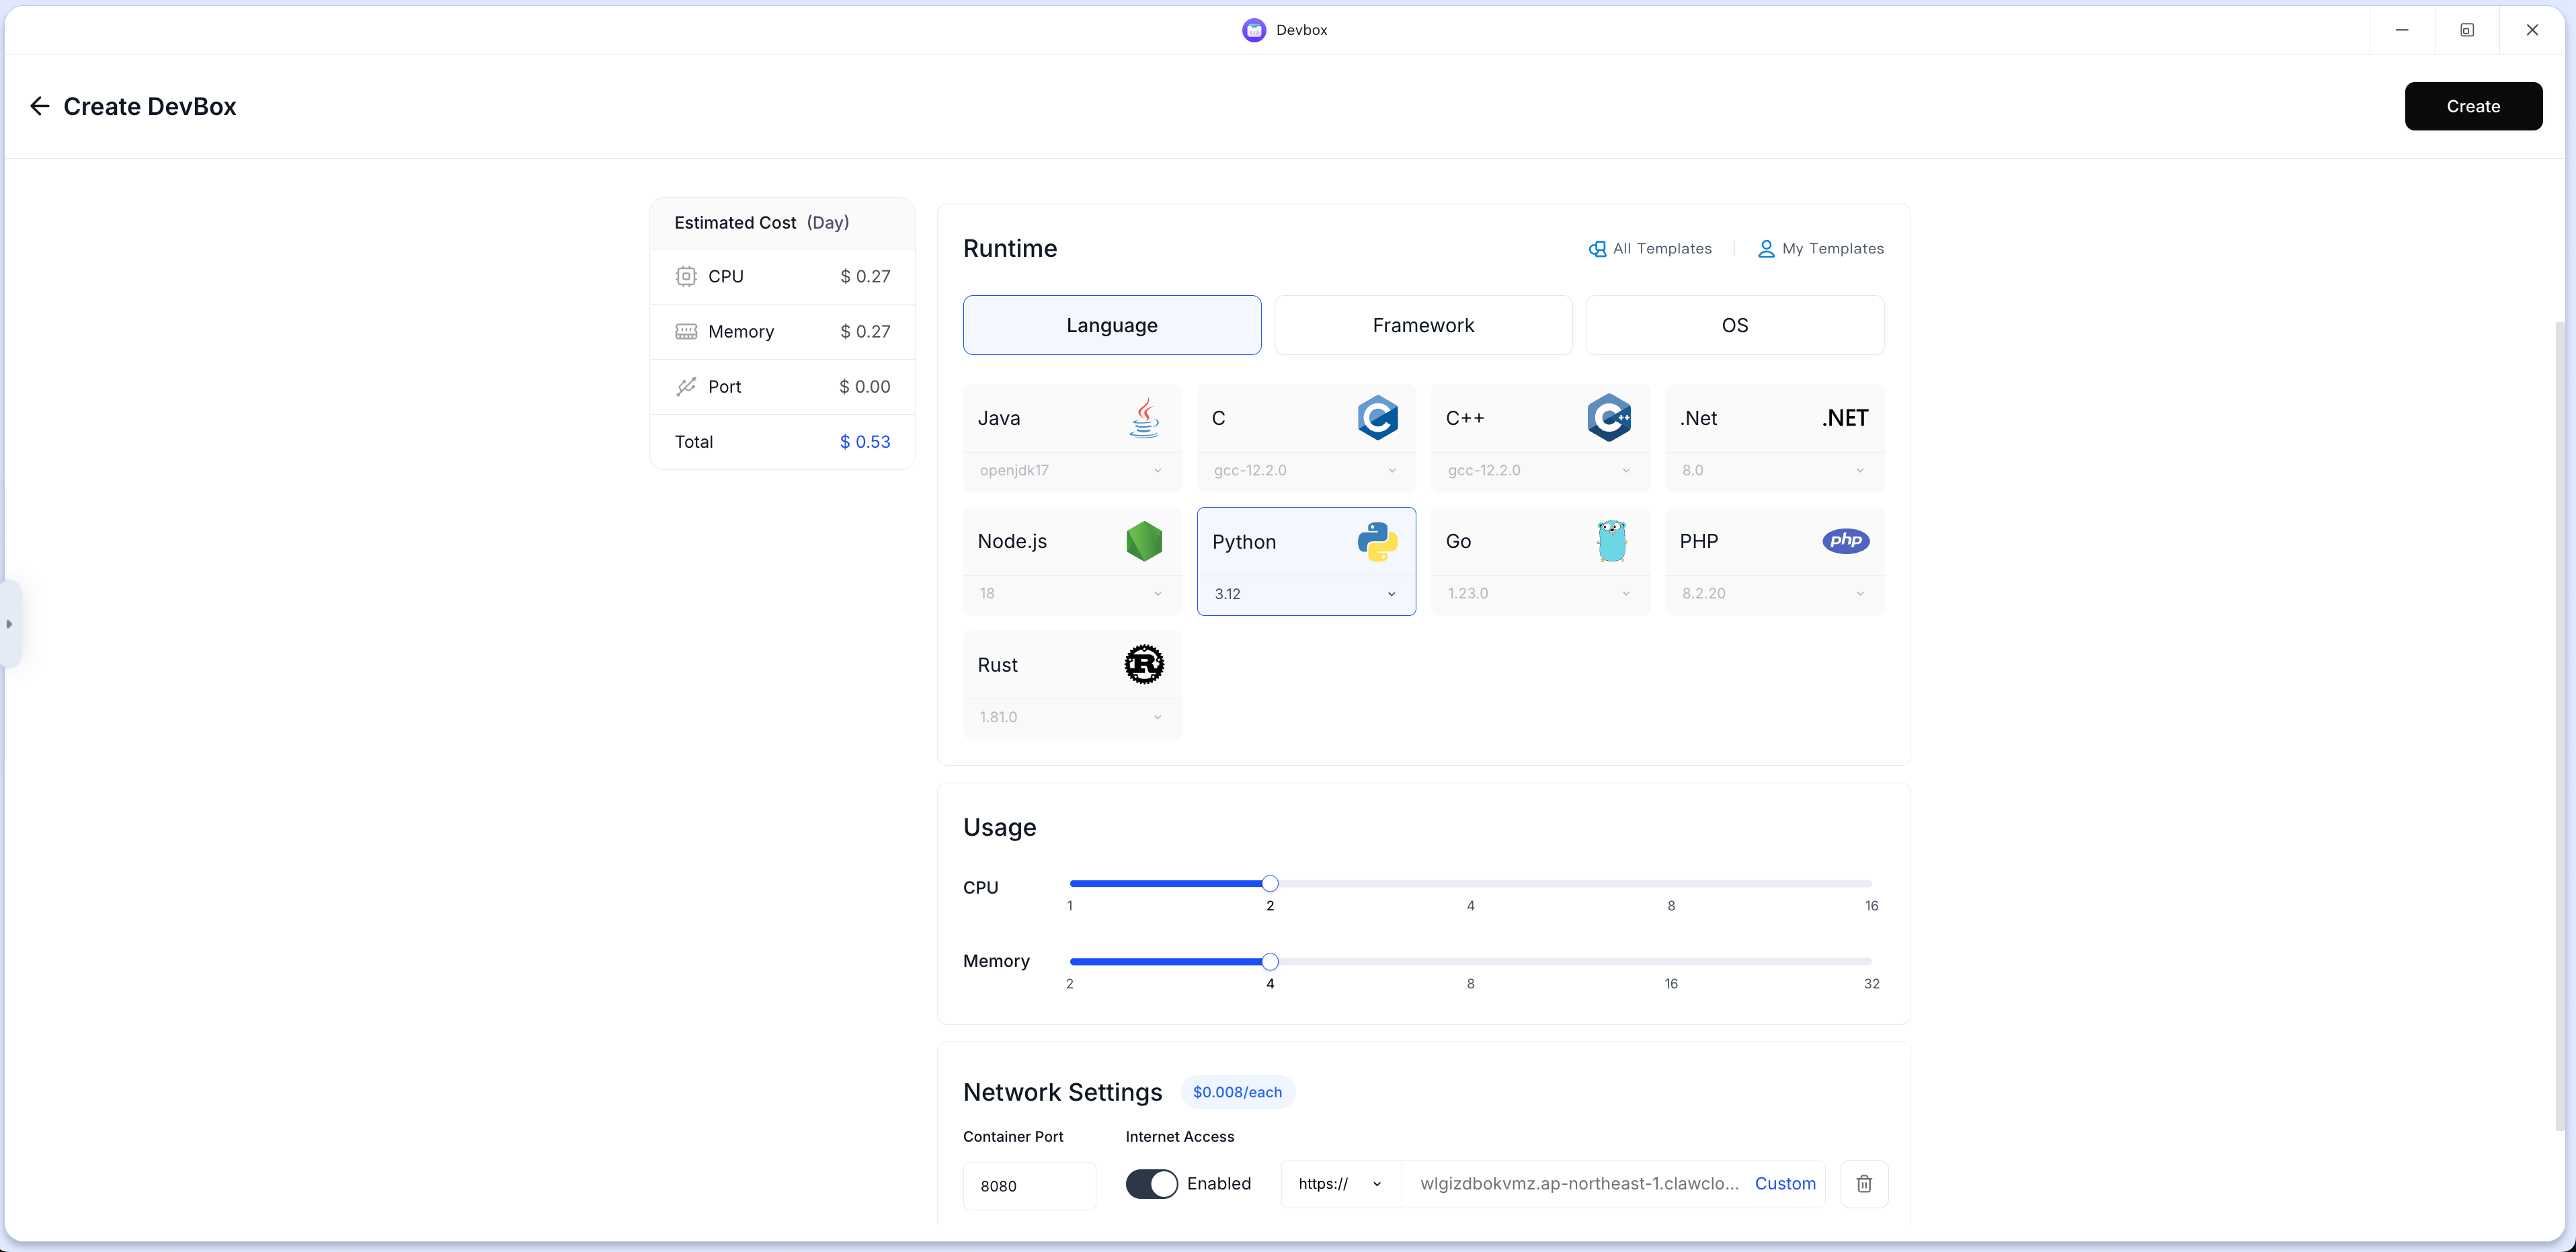 Devbox
Create DevBox
Create
Estimated Cost (Day)
CPU $ 0.27
Memory $ 0.27
Port $ 0.00
Total $ 0.53
Runtime
All Templates
My Templates
Language
Framework
OS
Java
C
C++
.Net
.NET
openjdk17
gcc-12.2.0
gcc-12.2.0
8.0
Node.js
Python
Go
PHP
php
18
3.12
1.23.0
8.2.20
Rust
R
1.81.0
Usage
CPU
1 2 4 8 16
Memory
2 4 8 16 32
Network Settings $0.008/each
Container Port
Internet Access
8080
Enabled
https://
wlgizdbokvmz.ap-northeast-1.clawclo...
Custom